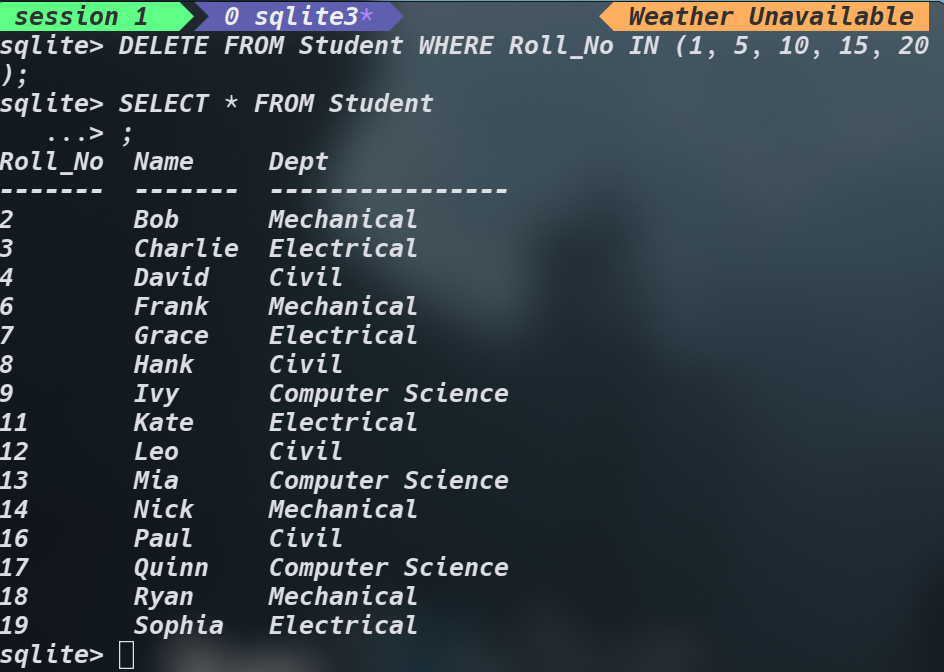 session 1 0 sqlite3* Weather Unavailable
sqlite> DELETE FROM Student WHERE Roll_No IN (1, 5, 10, 15, 20
);
sqlite> SELECT * FROM Student
   ...> ;
Roll_No  Name     Dept
-------  -------  ----------------
2        Bob      Mechanical
3        Charlie  Electrical
4        David    Civil
6        Frank    Mechanical
7        Grace    Electrical
8        Hank     Civil
9        Ivy      Computer Science
11       Kate     Electrical
12       Leo      Civil
13       Mia      Computer Science
14       Nick     Mechanical
16       Paul     Civil
17       Quinn    Computer Science
18       Ryan     Mechanical
19       Sophia   Electrical
sqlite>